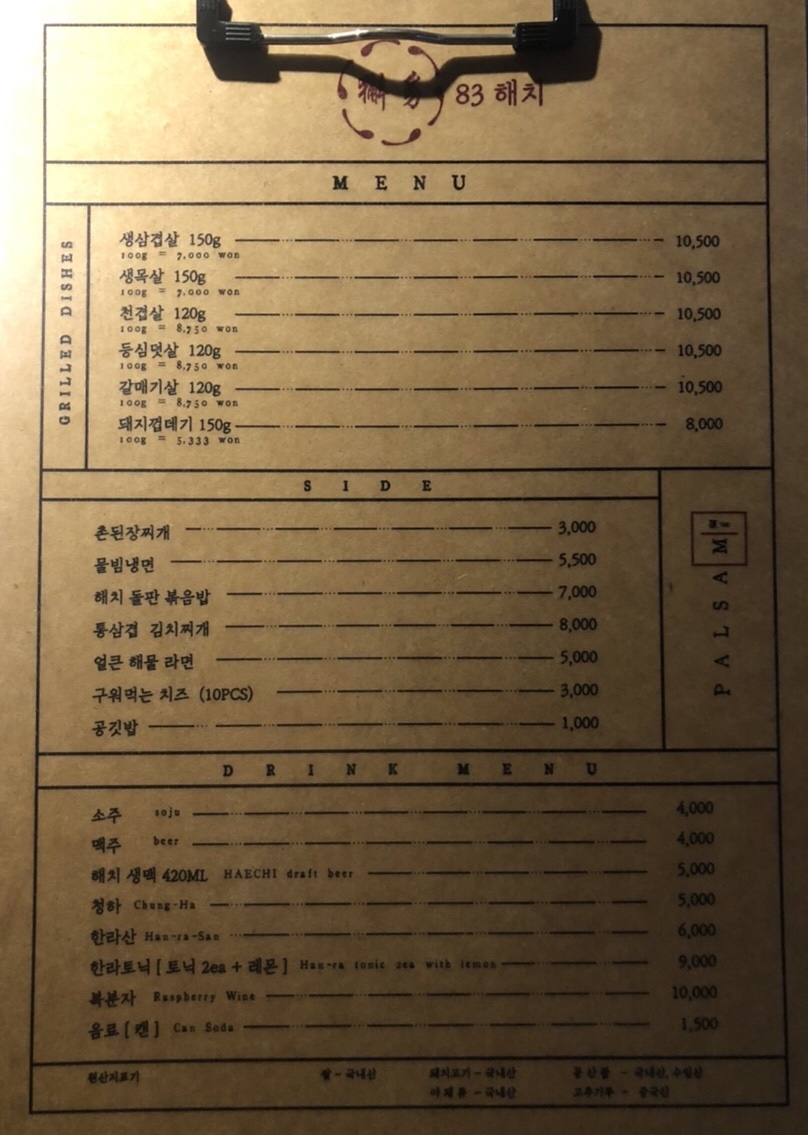 83 해치
MENU
GRILLED DISHES
생삼겹살 150g 10,500
100g = 7,000 won
생목살 150g 10,500
100g = 7,000 won
천겹살 120g 10,500
100g = 8,750 won
등심덧살 120g 10,500
100g = 8,750 won
갈매기살 120g 10,500
100g = 8,750 won
돼지껍데기 150g 8,000
100g = 5,333 won
SIDE
촌된장찌개 3,000
물빔냉면 5,500
해치 돌판 볶음밥 7,000
통삼겹 김치찌개 8,000
얼큰 해물 라면 5,000
구워먹는 치즈 (10PCS) 3,000
공깃밥 1,000
PALSAM
DRINK MENU
소주 soju 4,000
맥주 beer 4,000
해치 생맥 420ML HAECHI draft beer 5,000
청하 Chung-Ha 5,000
한라산 Han-ra-San 6,000
한라토닉 [ 토닉 2ea + 레몬 ] Han-ra tonic 2ea with lemon 9,000
복분자 Raspberry Wine 10,000
음료 [ 캔 ] Can Soda 1,500
원산지표기 쌀 - 국내산 돼지고기 - 국내산 - 국내산, 수입산
야채류 - 국내산 고추가루 - 중국산